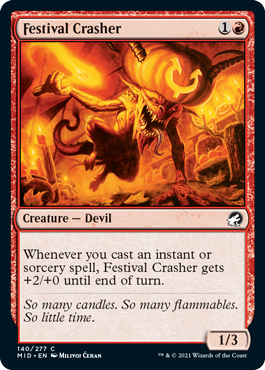 Festival Crasher 1
Creature — Devil
Whenever you cast an instant or
sorcery spell, Festival Crasher gets
+2/+0 until end of turn.
So many candles. So many flammables.
So little time.
1/3
140/277 C
MID • EN Milivoj Ćeran
™ & © 2021 Wizards of the Coast